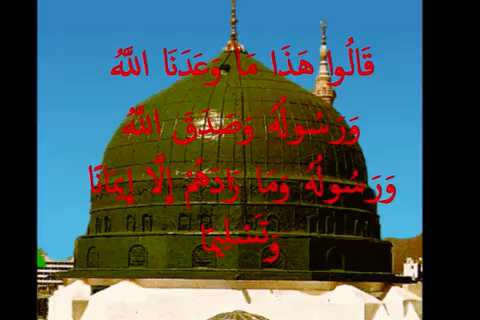 قَالُوا هَذَا مَا وَعَدَنَا اللَّهُ
وَرَسُولُهُ وَصَدَقَ اللَّهُ
وَرَسُولُهُ وَمَا زَادَهُمْ إِلَّا إِيمَانًا
وَتَسْلِيمًا